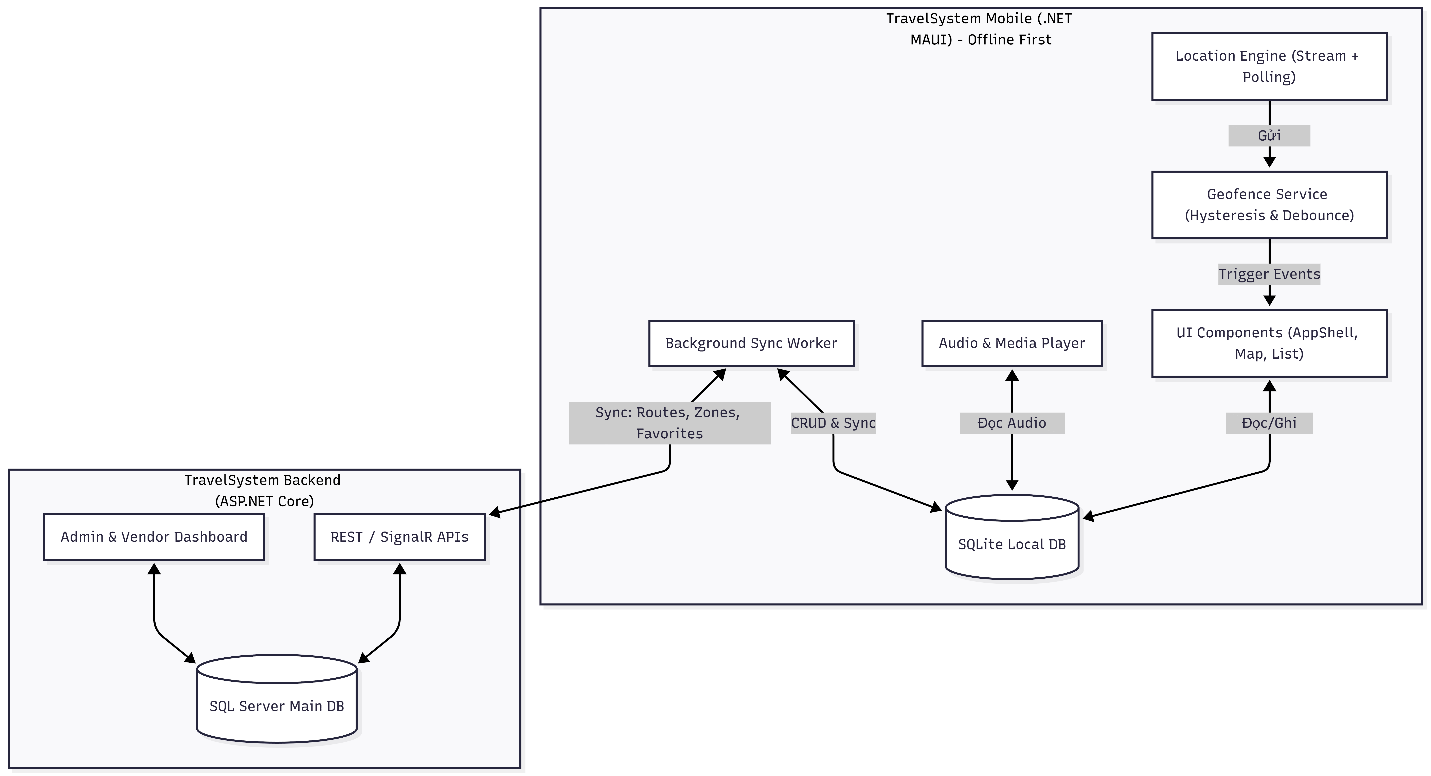 TravelSystem Mobile (.NET
MAUI) - Offline First
Location Engine (Stream +
Polling)
Gửi
Geofence Service
(Hysteresis & Debounce)
Trigger Events
UI Components (AppShell,
Map, List)
Background Sync Worker
Audio & Media Player
Sync: Routes, Zones,
Favorites
CRUD & Sync
Đọc Audio
Đọc/Ghi
SQLite Local DB
TravelSystem Backend
(ASP.NET Core)
Admin & Vendor Dashboard
REST / SignalR APIs
SQL Server Main DB